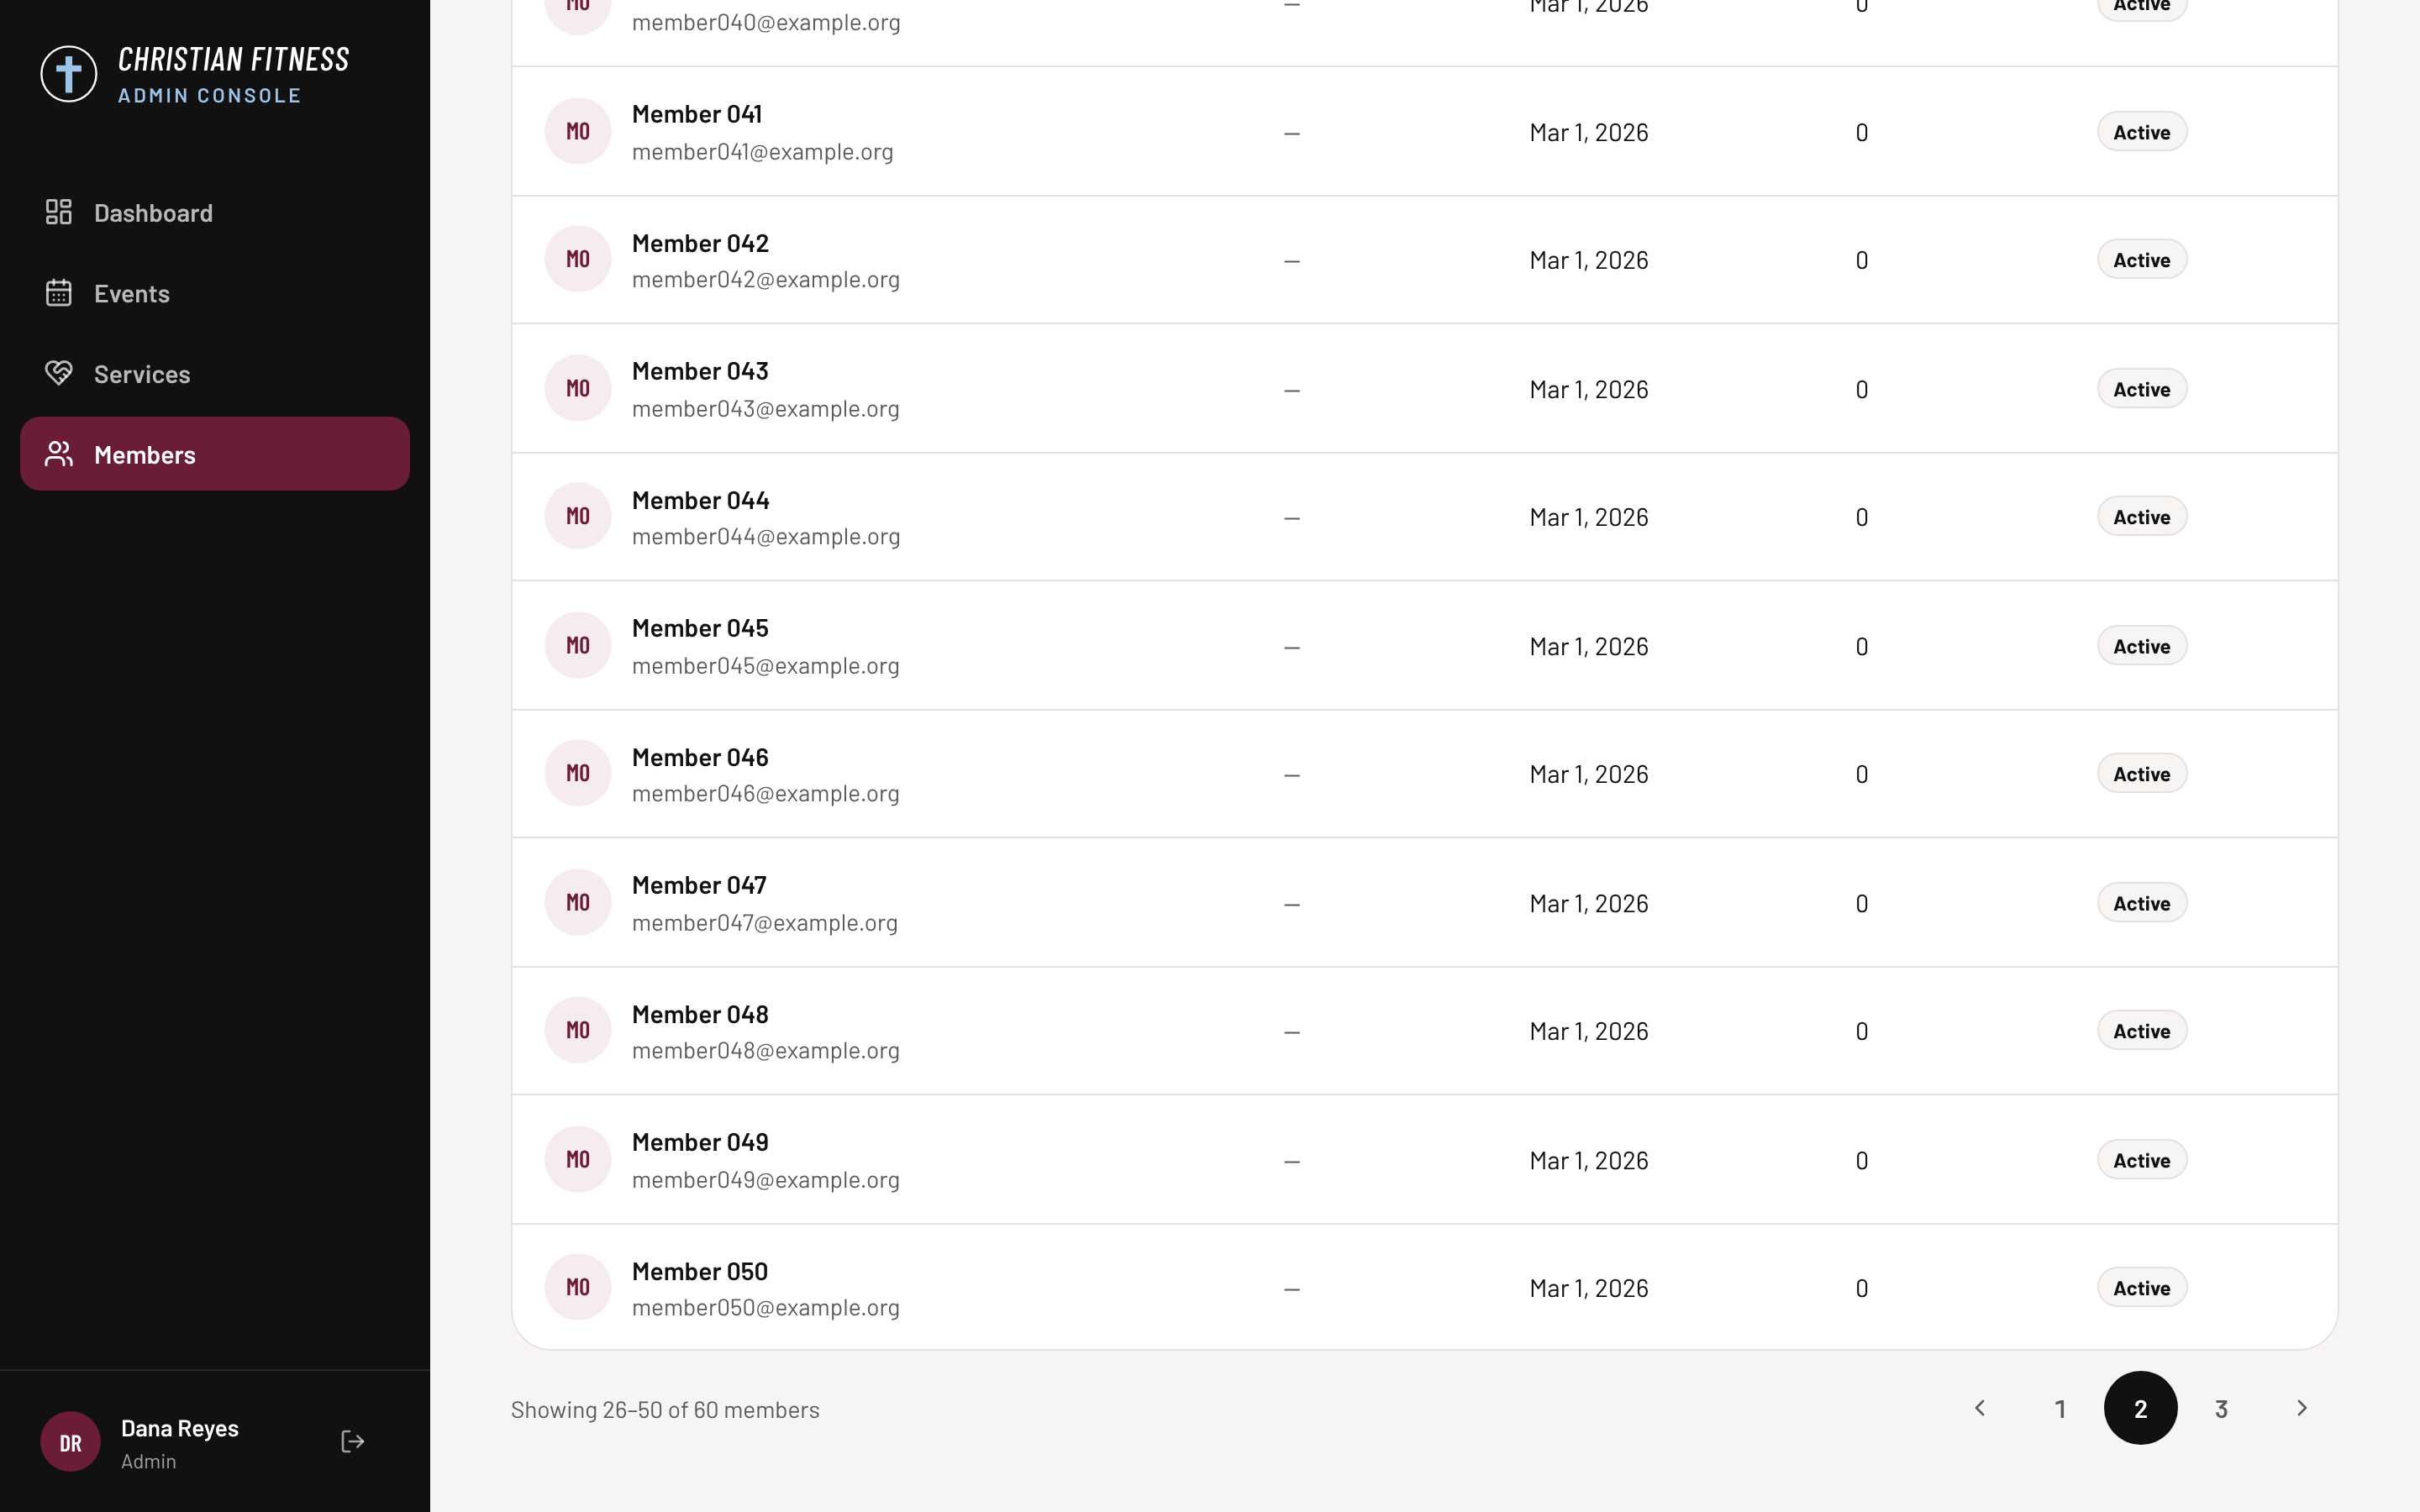 CHRISTIAN FITNESS
ADMIN CONSOLE
Dashboard
Events
Services
Members
Dana Reyes
Admin
DR
MO
member040@example.org
— Mar 1, 2026 0 Active
MO
Member 041
member041@example.org
— Mar 1, 2026 0 Active
MO
Member 042
member042@example.org
— Mar 1, 2026 0 Active
MO
Member 043
member043@example.org
— Mar 1, 2026 0 Active
MO
Member 044
member044@example.org
— Mar 1, 2026 0 Active
MO
Member 045
member045@example.org
— Mar 1, 2026 0 Active
MO
Member 046
member046@example.org
— Mar 1, 2026 0 Active
MO
Member 047
member047@example.org
— Mar 1, 2026 0 Active
MO
Member 048
member048@example.org
— Mar 1, 2026 0 Active
MO
Member 049
member049@example.org
— Mar 1, 2026 0 Active
MO
Member 050
member050@example.org
— Mar 1, 2026 0 Active
Showing 26–50 of 60 members
1 2 3